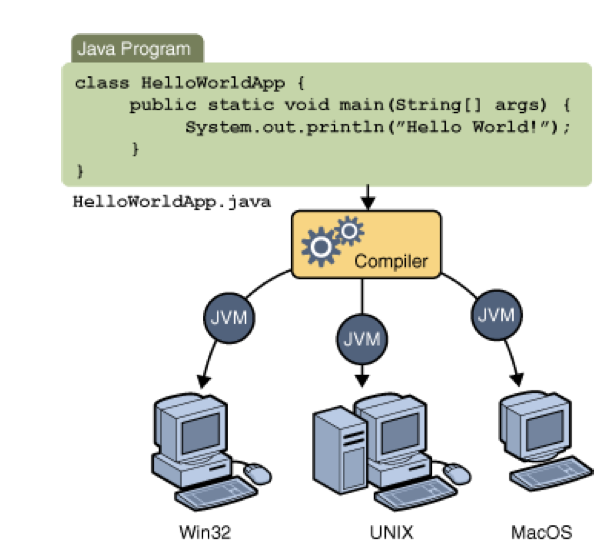 Java Program
class HelloWorldApp {
public static void main(String[] args) {
System.out.println(”Hello World!”);
}
}
HelloWorldApp.java
Compiler
JVM
JVM
JVM
Win32
UNIX
MacOS